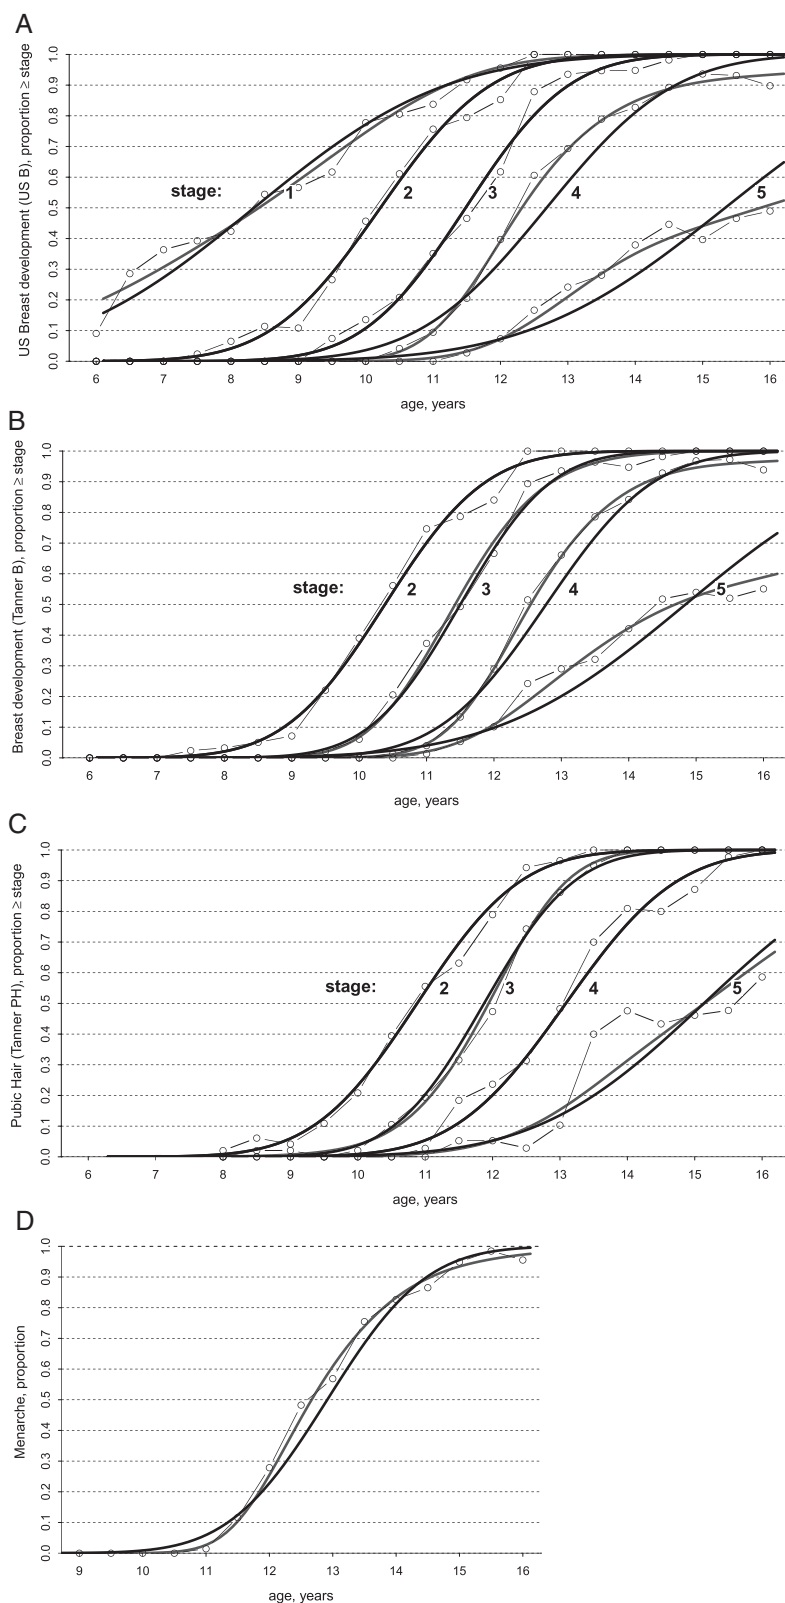 A
US Breast development (US B), proportion ≥ stage
1.0
0.9
0.8
0.7
0.6
0.5
0.4
0.3
0.2
0.1
0.0
stage: 1 2 3 4 5
6 7 8 9 10 11 12 13 14 15 16
age, years
B
Breast development (Tanner B), proportion ≥ stage
1.0
0.9
0.8
0.7
0.6
0.5
0.4
0.3
0.2
0.1
0.0
stage: 2 3 4 5
6 7 8 9 10 11 12 13 14 15 16
age, years
C
Pubic Hair (Tanner PH), proportion ≥ stage
1.0
0.9
0.8
0.7
0.6
0.5
0.4
0.3
0.2
0.1
0.0
stage: 2 3 4 5
6 7 8 9 10 11 12 13 14 15 16
age, years
D
Menarche, proportion
1.0
0.9
0.8
0.7
0.6
0.5
0.4
0.3
0.2
0.1
0.0
9 10 11 12 13 14 15 16
age, years